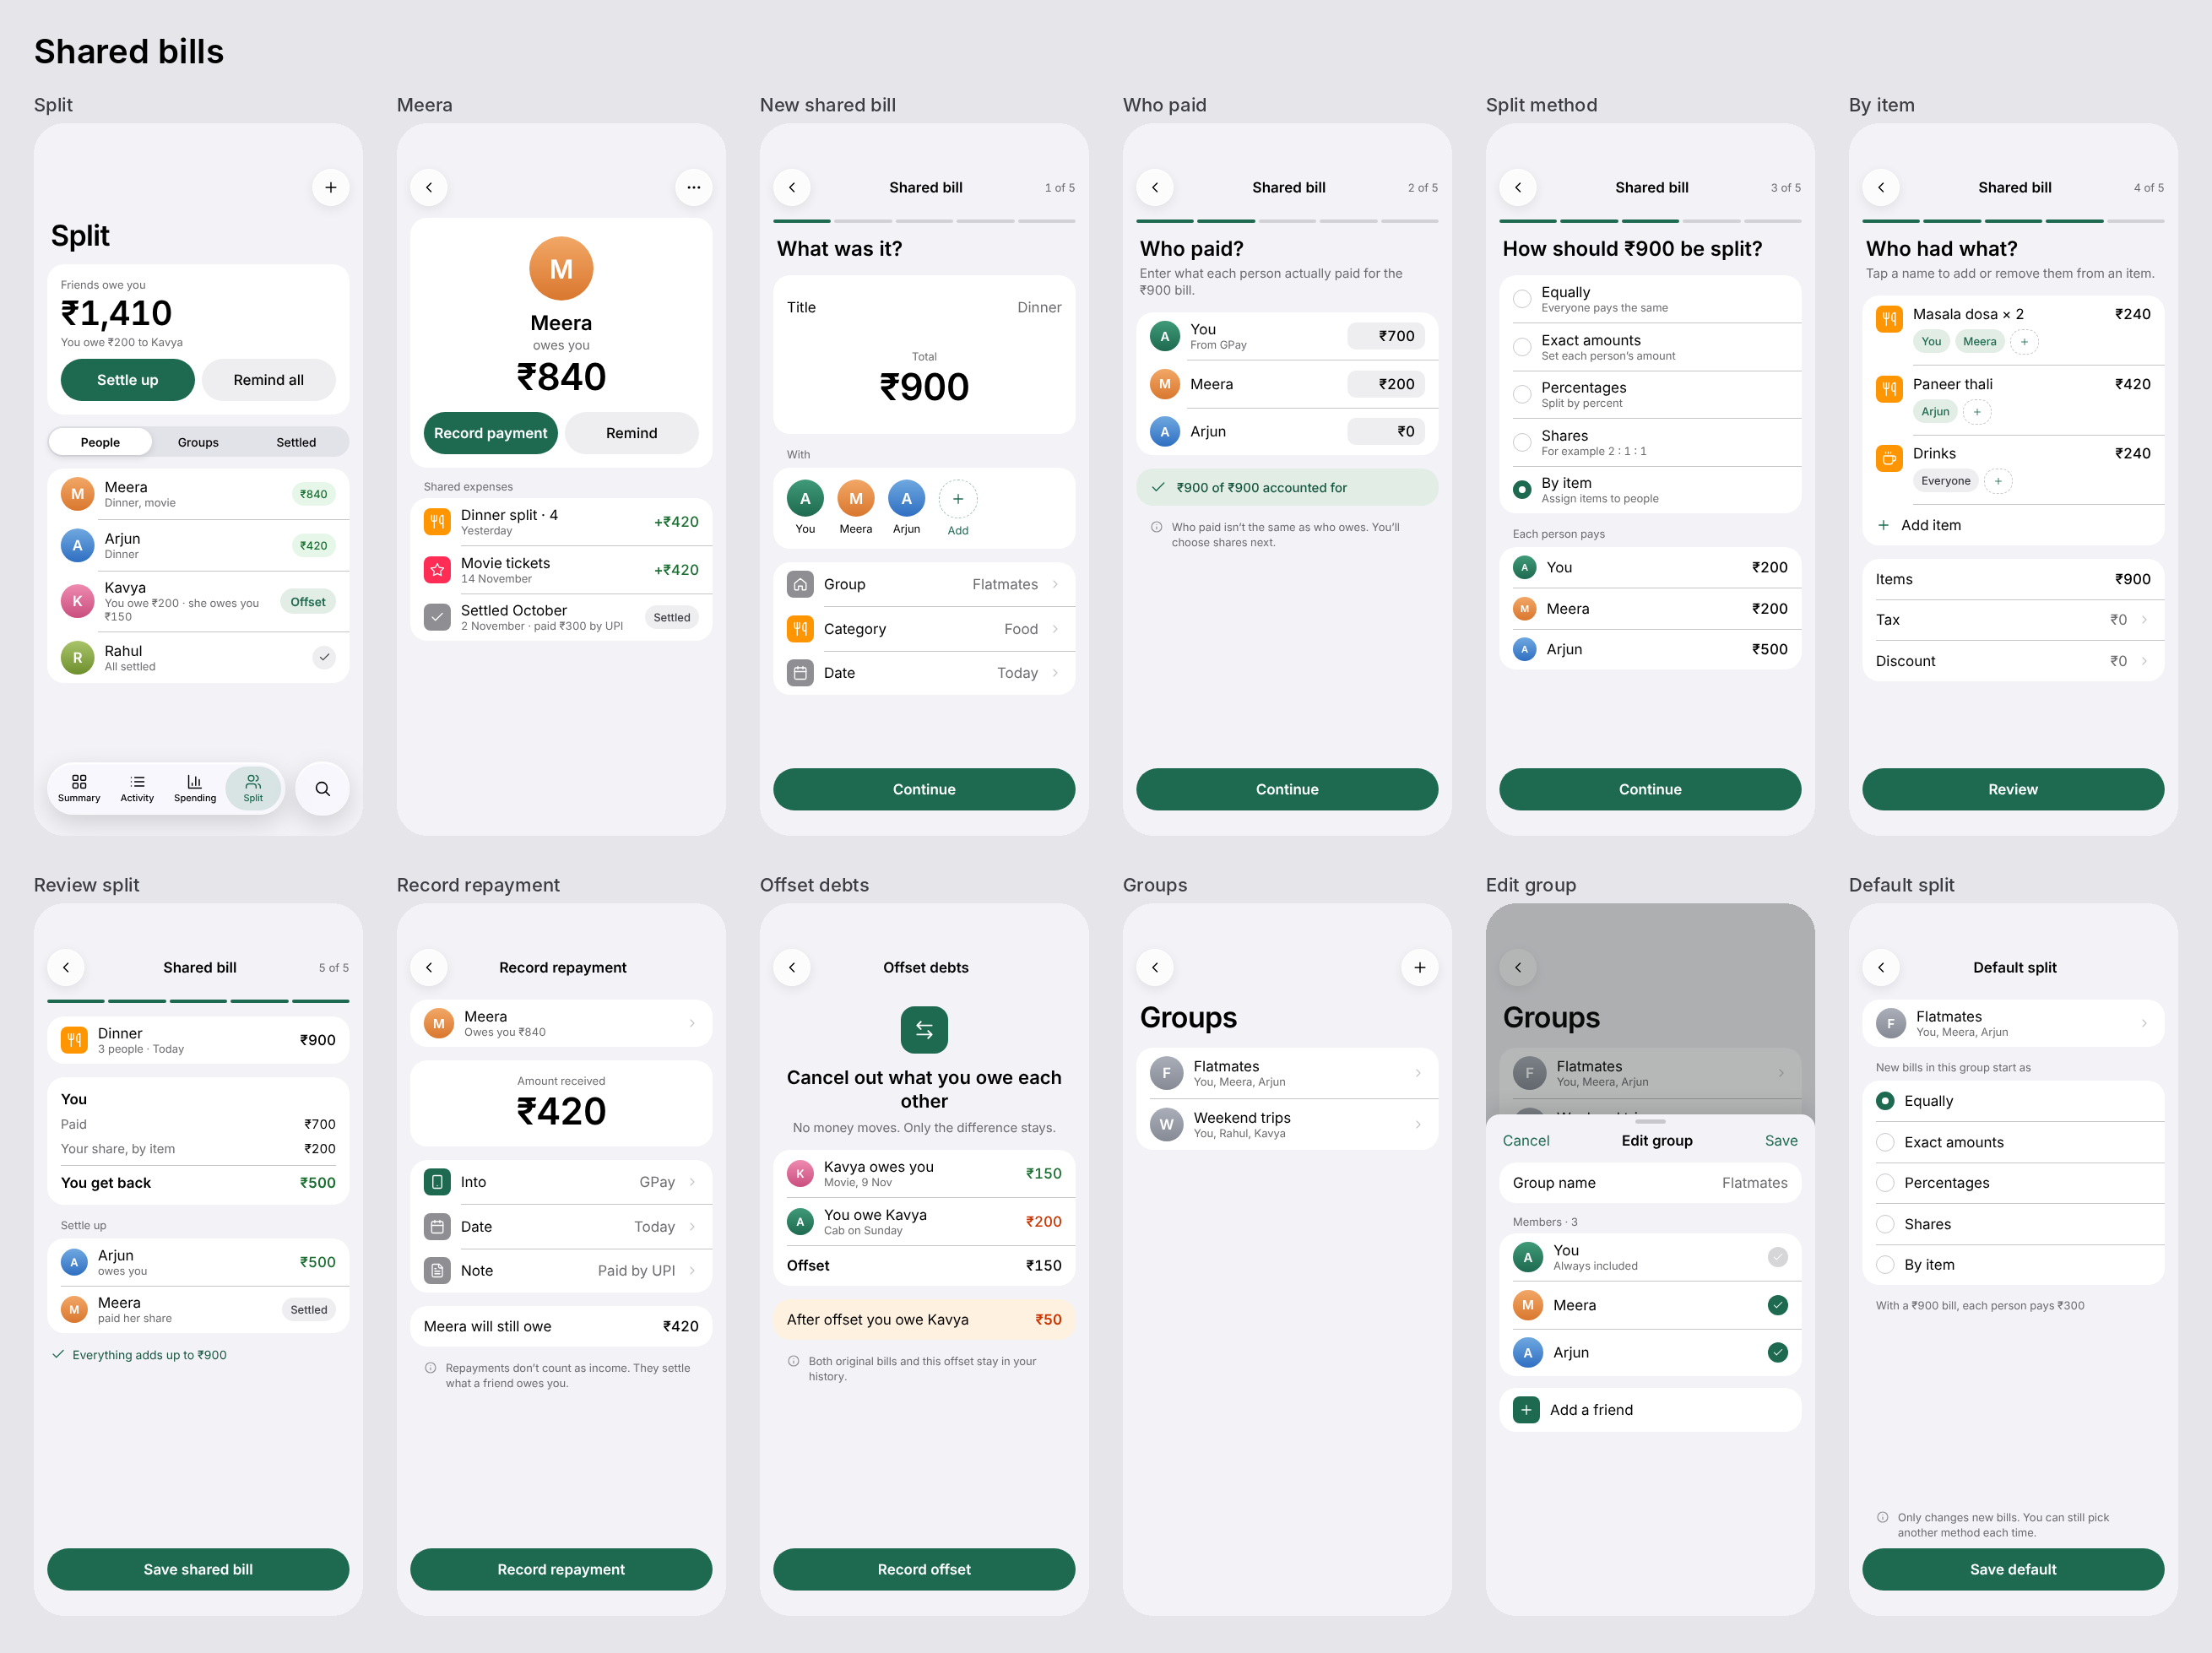 Shared bills
Split
Split
Friends owe you
₹1,410
You owe ₹200 to Kavya
Settle up
Remind all
People
Groups
Settled
M
Meera
Dinner, movie
₹840
A
Arjun
Dinner
₹420
K
Kavya
You owe ₹200 · she owes you
₹150
Offset
R
Rahul
All settled
Summary
Activity
Spending
Split
Meera
M
Meera
owes you
₹840
Record payment
Remind
Shared expenses
Dinner split · 4
Yesterday
+₹420
Movie tickets
14 November
+₹420
Settled October
2 November · paid ₹300 by UPI
Settled
New shared bill
Shared bill
1 of 5
What was it?
Title
Dinner
Total
₹900
With
A
M
A
You
Meera
Arjun
Add
Group
Flatmates
Category
Food
Date
Today
Continue
Who paid
Shared bill
2 of 5
Who paid?
Enter what each person actually paid for the
₹900 bill.
A
You
From GPay
₹700
M
Meera
₹200
A
Arjun
₹0
₹900 of ₹900 accounted for
Who paid isn’t the same as who owes. You’ll
choose shares next.
Continue
Split method
Shared bill
3 of 5
How should ₹900 be split?
Equally
Everyone pays the same
Exact amounts
Set each person’s amount
Percentages
Split by percent
Shares
For example 2 : 1 : 1
By item
Assign items to people
Each person pays
A
You
₹200
M
Meera
₹200
A
Arjun
₹500
Continue
By item
Shared bill
4 of 5
Who had what?
Tap a name to add or remove them from an item.
Masala dosa × 2
₹240
You
Meera
Paneer thali
₹420
Arjun
Drinks
₹240
Everyone
Add item
Items
₹900
Tax
₹0
Discount
₹0
Review
Review split
Shared bill
5 of 5
Dinner
3 people · Today
₹900
You
Paid
₹700
Your share, by item
₹200
You get back
₹500
Settle up
A
Arjun
owes you
₹500
M
Meera
paid her share
Settled
Everything adds up to ₹900
Save shared bill
Record repayment
Record repayment
M
Meera
Owes you ₹840
Amount received
₹420
Into
GPay
Date
Today
Note
Paid by UPI
Meera will still owe
₹420
Repayments don’t count as income. They settle
what a friend owes you.
Record repayment
Offset debts
Offset debts
Cancel out what you owe each
other
No money moves. Only the difference stays.
K
Kavya owes you
Movie, 9 Nov
₹150
A
You owe Kavya
Cab on Sunday
₹200
Offset
₹150
After offset you owe Kavya
₹50
Both original bills and this offset stay in your
history.
Record offset
Groups
Groups
F
Flatmates
You, Meera, Arjun
W
Weekend trips
You, Rahul, Kavya
Edit group
Groups
F
Flatmates
You, Meera, Arjun
Cancel
Edit group
Save
Group name
Flatmates
Members · 3
A
You
Always included
M
Meera
A
Arjun
Add a friend
Default split
Default split
F
Flatmates
You, Meera, Arjun
New bills in this group start as
Equally
Exact amounts
Percentages
Shares
By item
With a ₹900 bill, each person pays ₹300
Only changes new bills. You can still pick
another method each time.
Save default